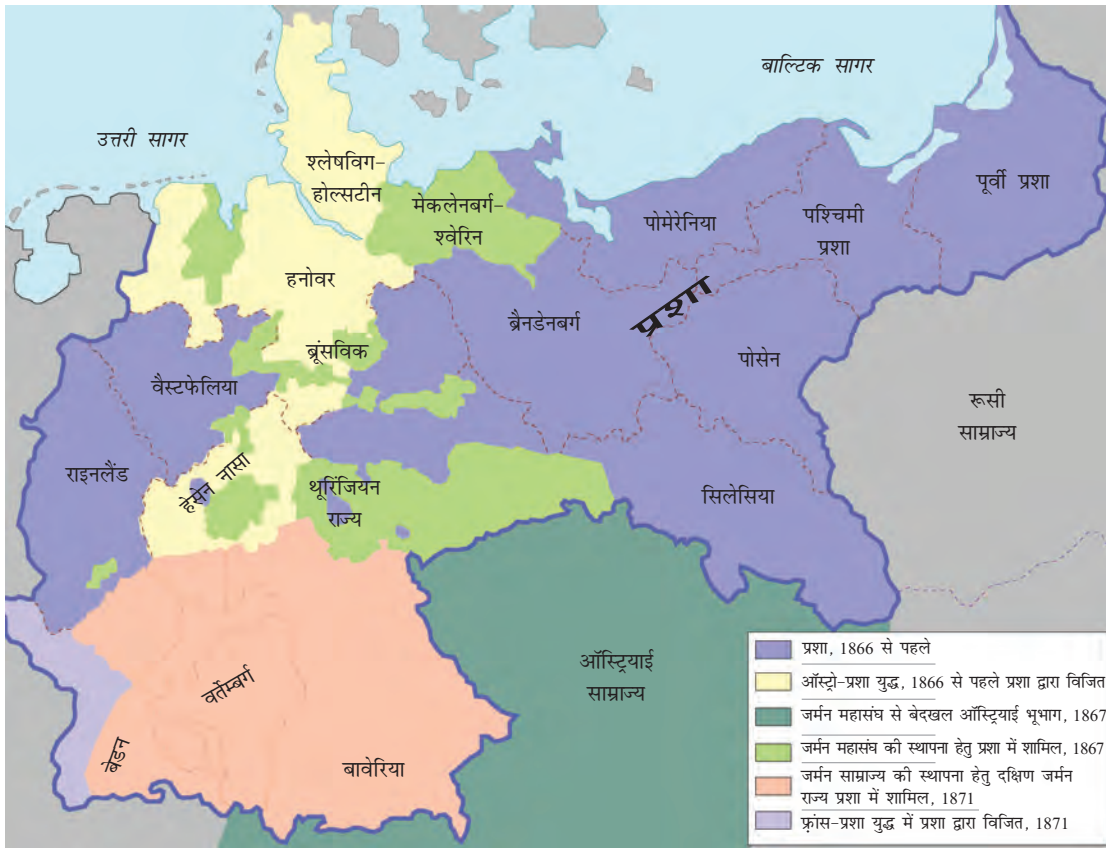 बाल्टिक सागर
उत्तरी सागर
श्लेषविग-
होल्सटीन
मेकलेनबर्ग-
श्वेरिन
पोमेरेनिया
पश्चिमी
प्रशा
पूर्वी प्रशा
हनोवर
प्रशा
ब्रैनडेनबर्ग
ब्रूंसविक
पोसेन
वैस्टफेलिया
रूसी
साम्राज्य
राइनलैंड
हेसेन नासा
थूरिंजियन
राज्य
सिलेसिया
ऑस्ट्रियाई
साम्राज्य
वर्तेम्बर्ग
बेडन
बावेरिया
प्रशा, 1866 से पहले
ऑस्ट्रो-प्रशा युद्ध, 1866 से पहले प्रशा द्वारा विजित
जर्मन महासंघ से बेदखल ऑस्ट्रियाई भूभाग, 1867
जर्मन महासंघ की स्थापना हेतु प्रशा में शामिल, 1867
जर्मन साम्राज्य की स्थापना हेतु दक्षिण जर्मन
राज्य प्रशा में शामिल, 1871
फ़्रांस-प्रशा युद्ध में प्रशा द्वारा विजित, 1871